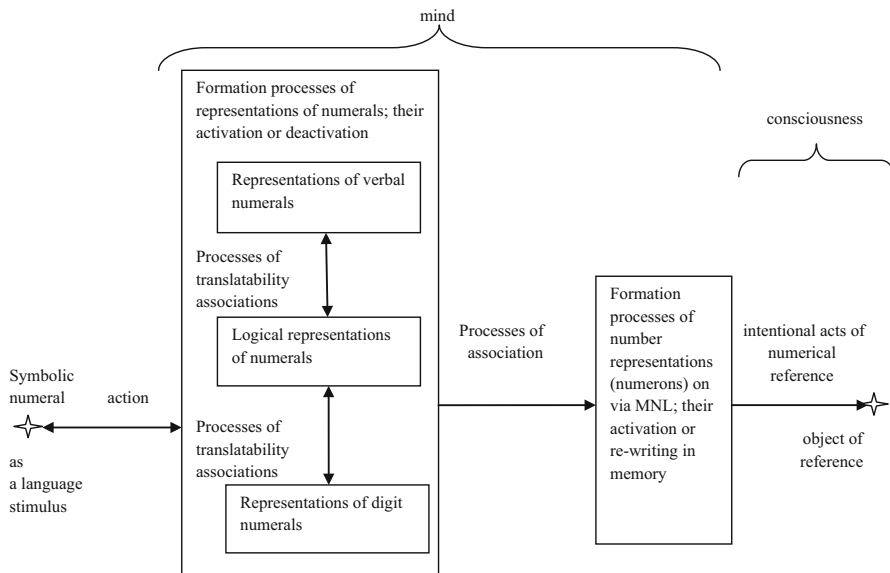 mind
Formation processes of
representations of numerals; their
activation or deactivation
consciousness
Representations of verbal
numerals
Processes of
translatability
associations
Formation
processes of
number
representations
(numerons) on
via MNL; their
activation or
re-writing in
memory
Logical representations
of numerals
Processes of
association
intentional acts of
numerical
reference
Symbolic
numeral
action
as
a language
stimulus
Processes of
translatability
associations
object of
reference
Representations of digit
numerals